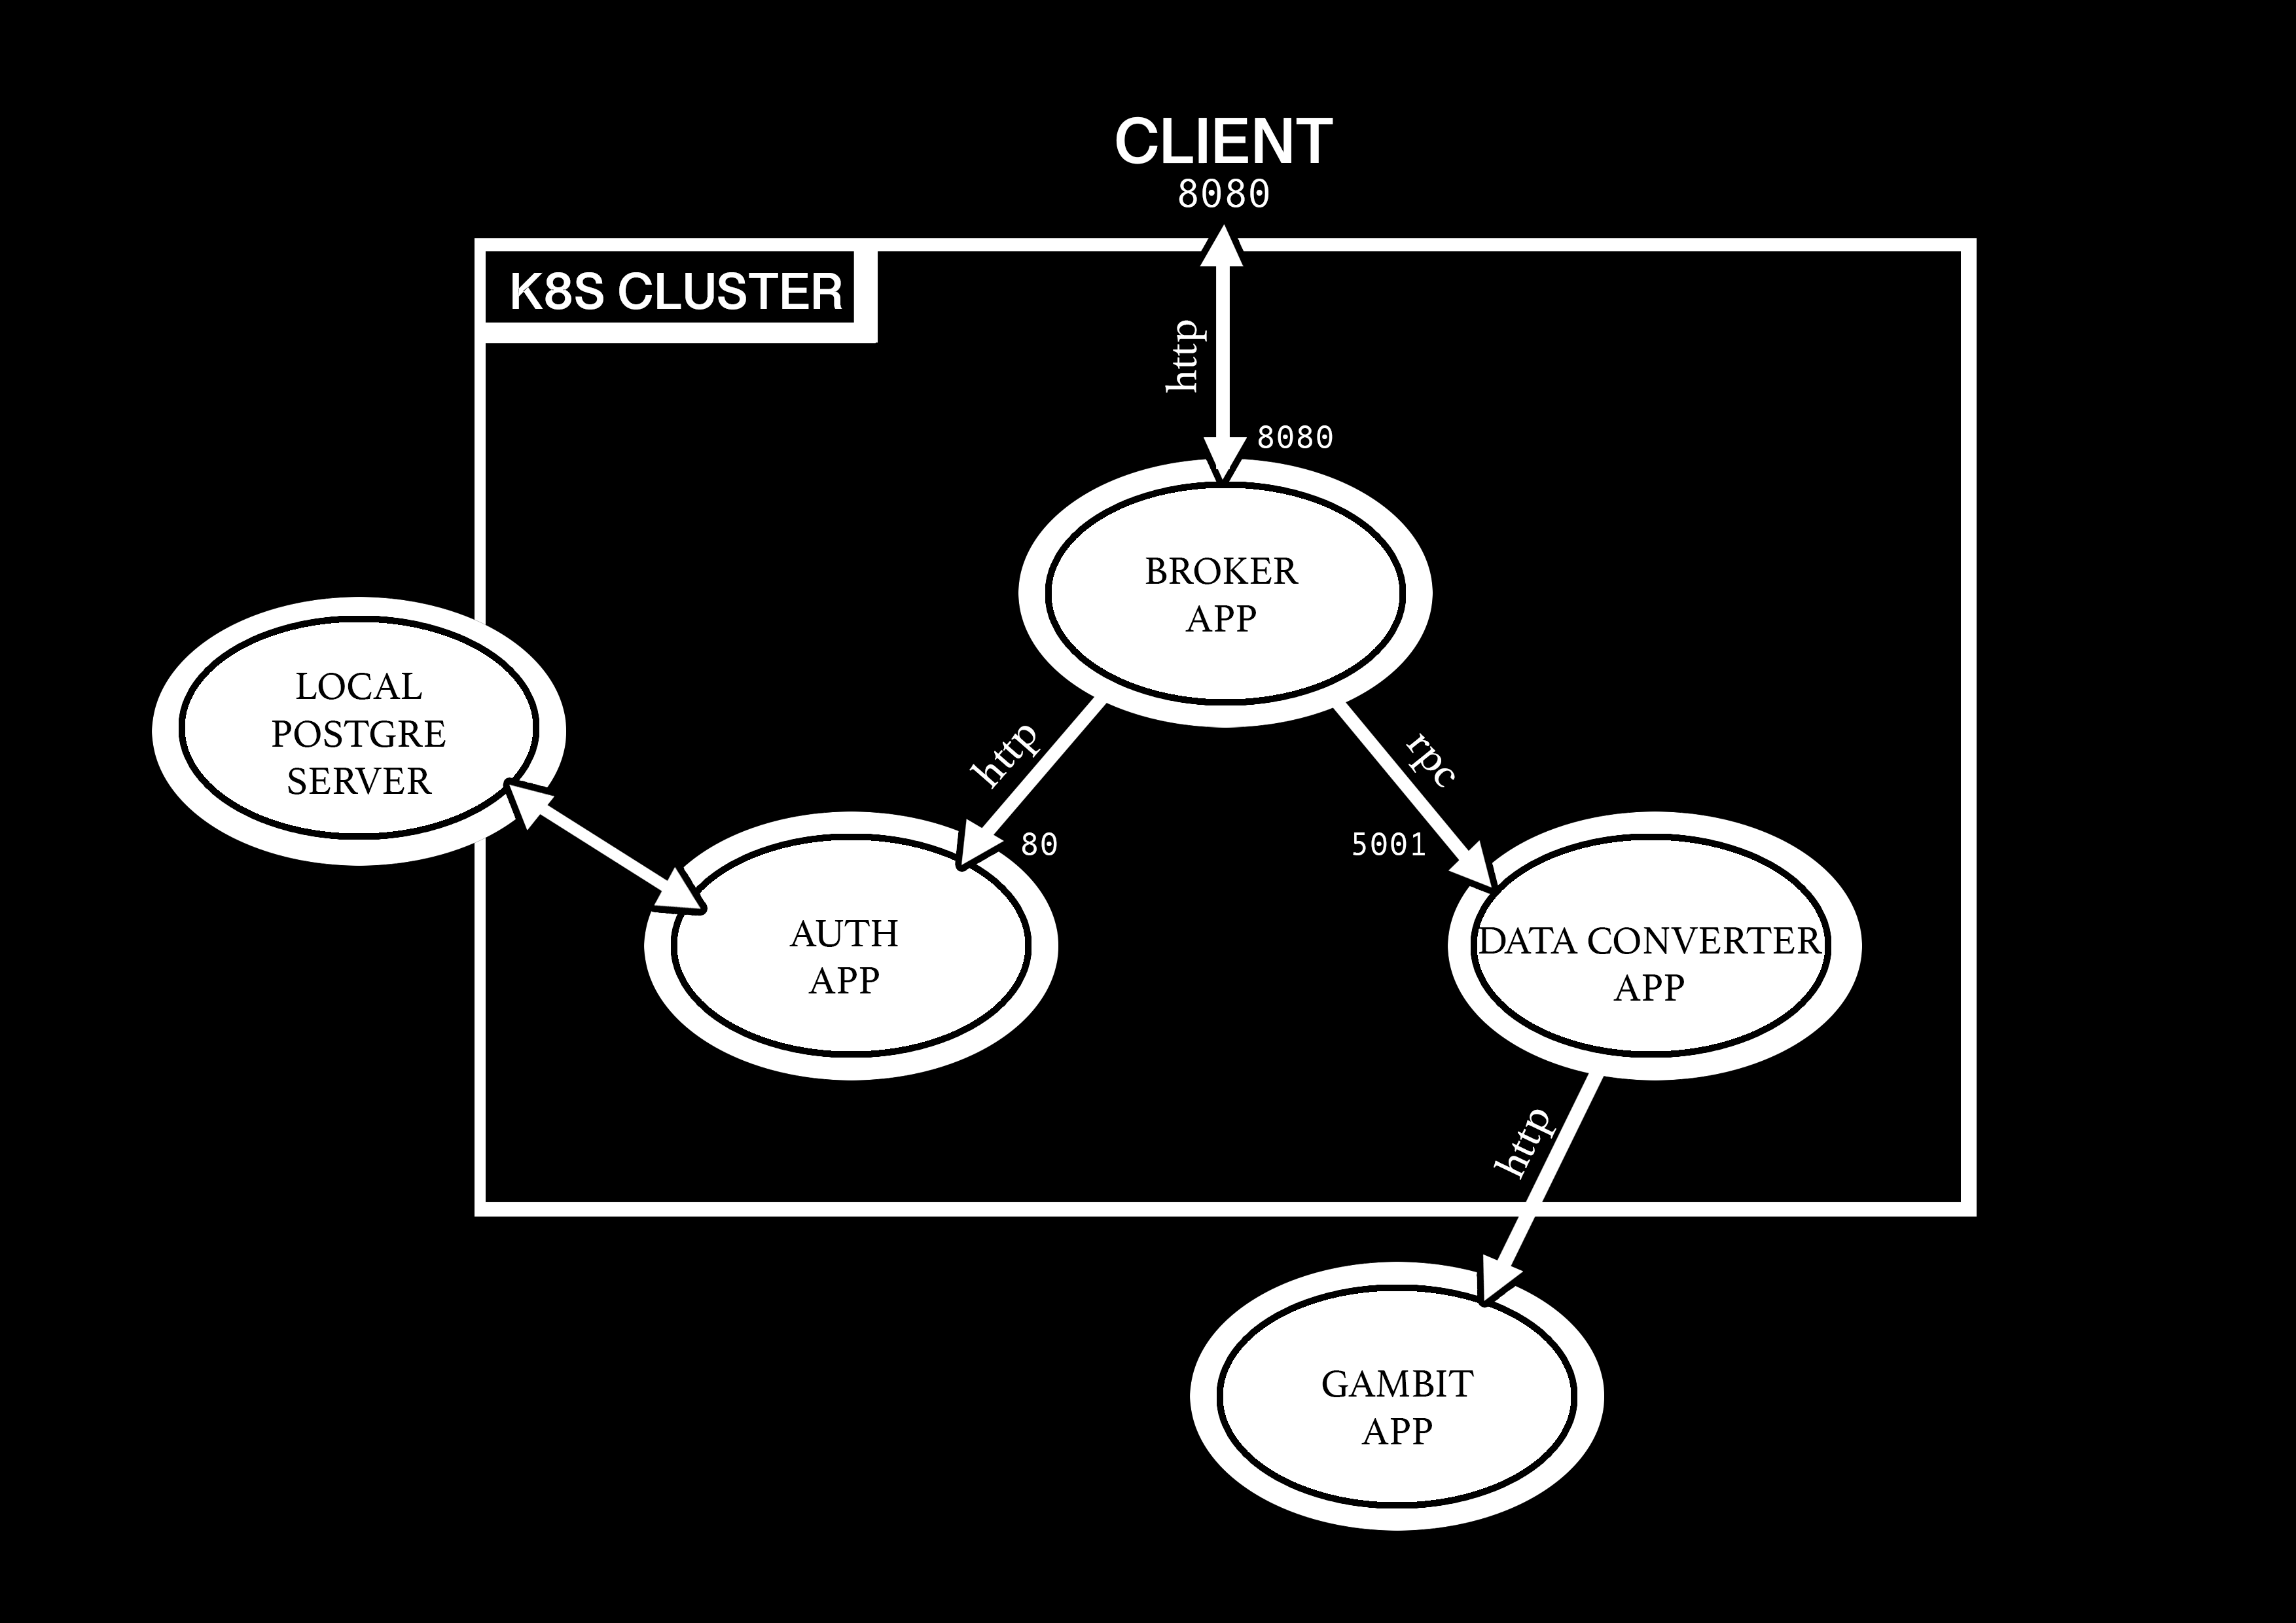 CLIENT
8080
K8S CLUSTER
http
8080
BROKER
APP
LOCAL
POSTGRE
SERVER
http
rpc
80
5001
AUTH
APP
DATA CONVERTER
APP
http
GAMBIT
APP